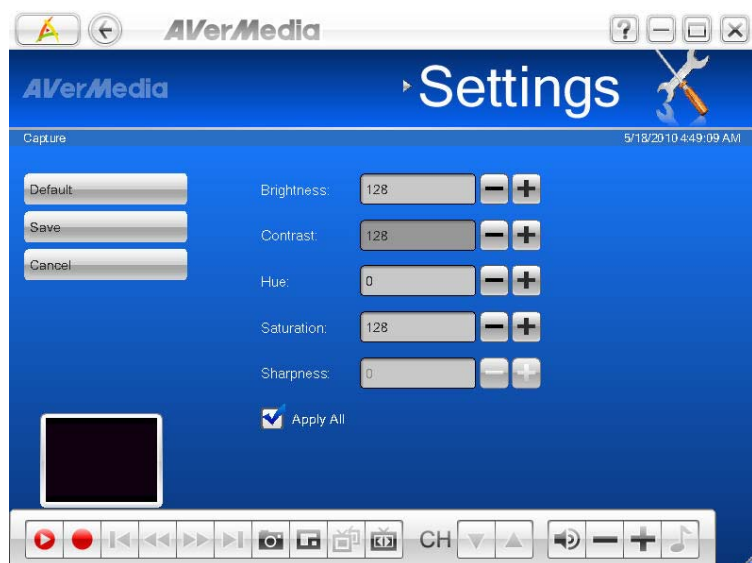 AVerMedia
?
AVerMedia
Settings
Capture
5/18/2010 4:49:09 AM
Default
Save
Cancel
Brightness: 128
Contrast: 128
Hue: 0
Saturation: 128
Sharpness: 0
Apply All
CH